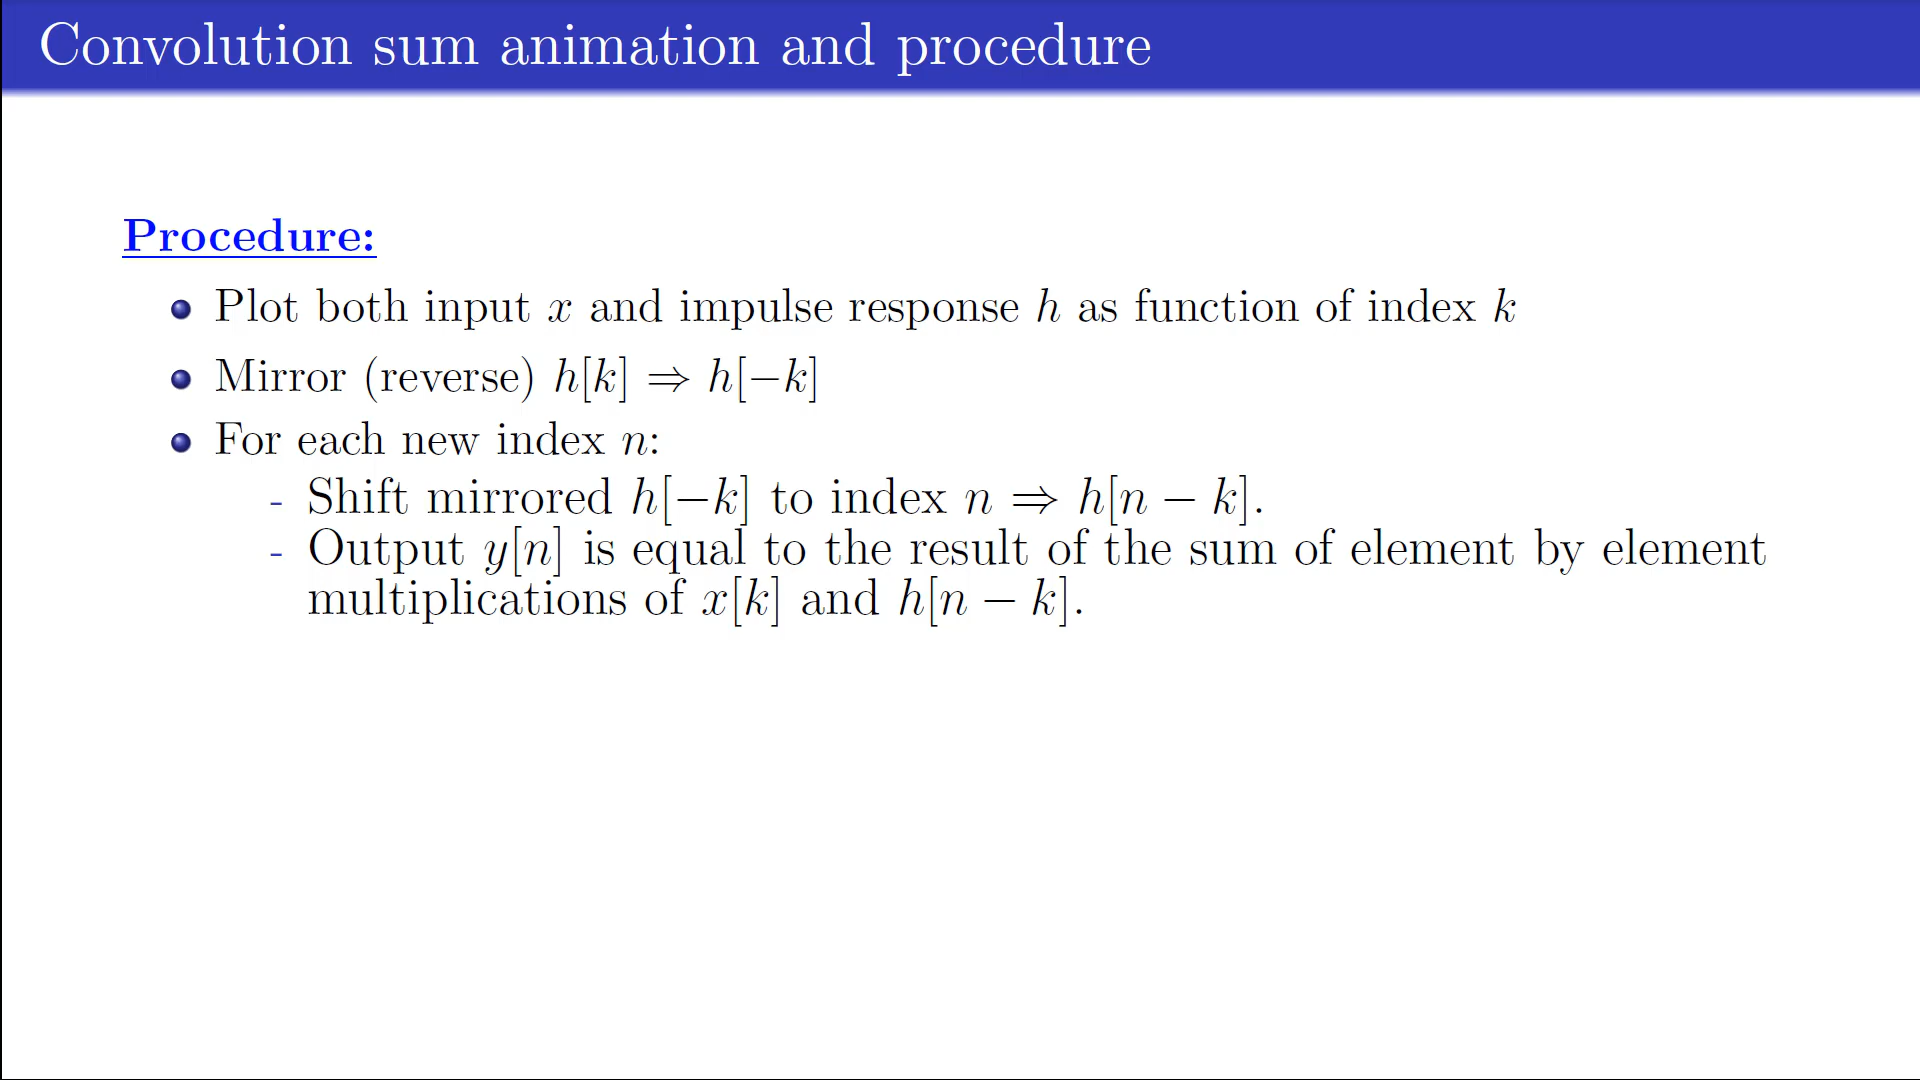 Convolution sum animation and procedure
Procedure:
Plot both input x and impulse response h as function of index k
Mirror (reverse) h[k] ⇒ h[−k]
For each new index n:
- Shift mirrored h[−k] to index n ⇒ h[n − k].
- Output y[n] is equal to the result of the sum of element by element
multiplications of x[k] and h[n − k].